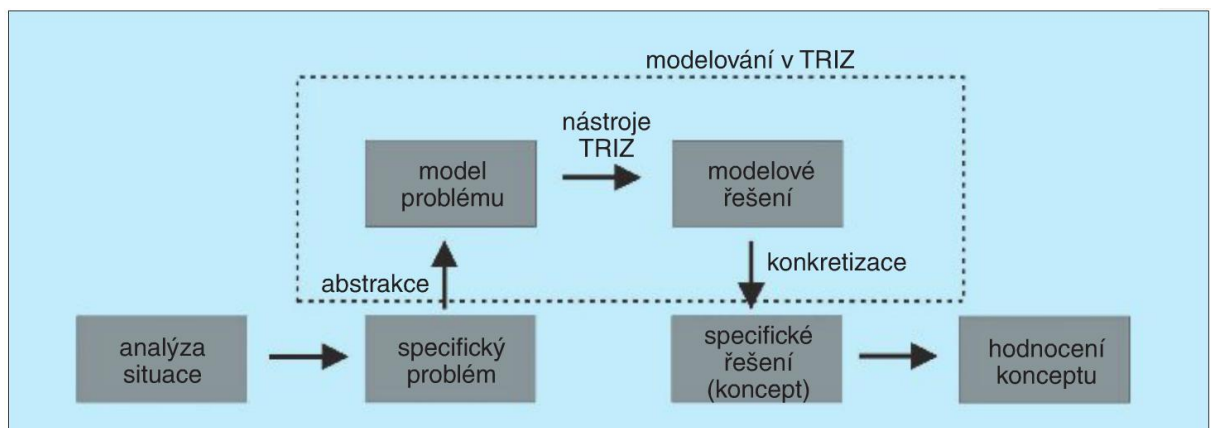 modelování v TRIZ
nástroje
TRIZ
model
problému
modelové
řešení
abstrakce
konkretizace
analýza
situace
specifický
problém
specifické
řešení
(koncept)
hodnocení
konceptu